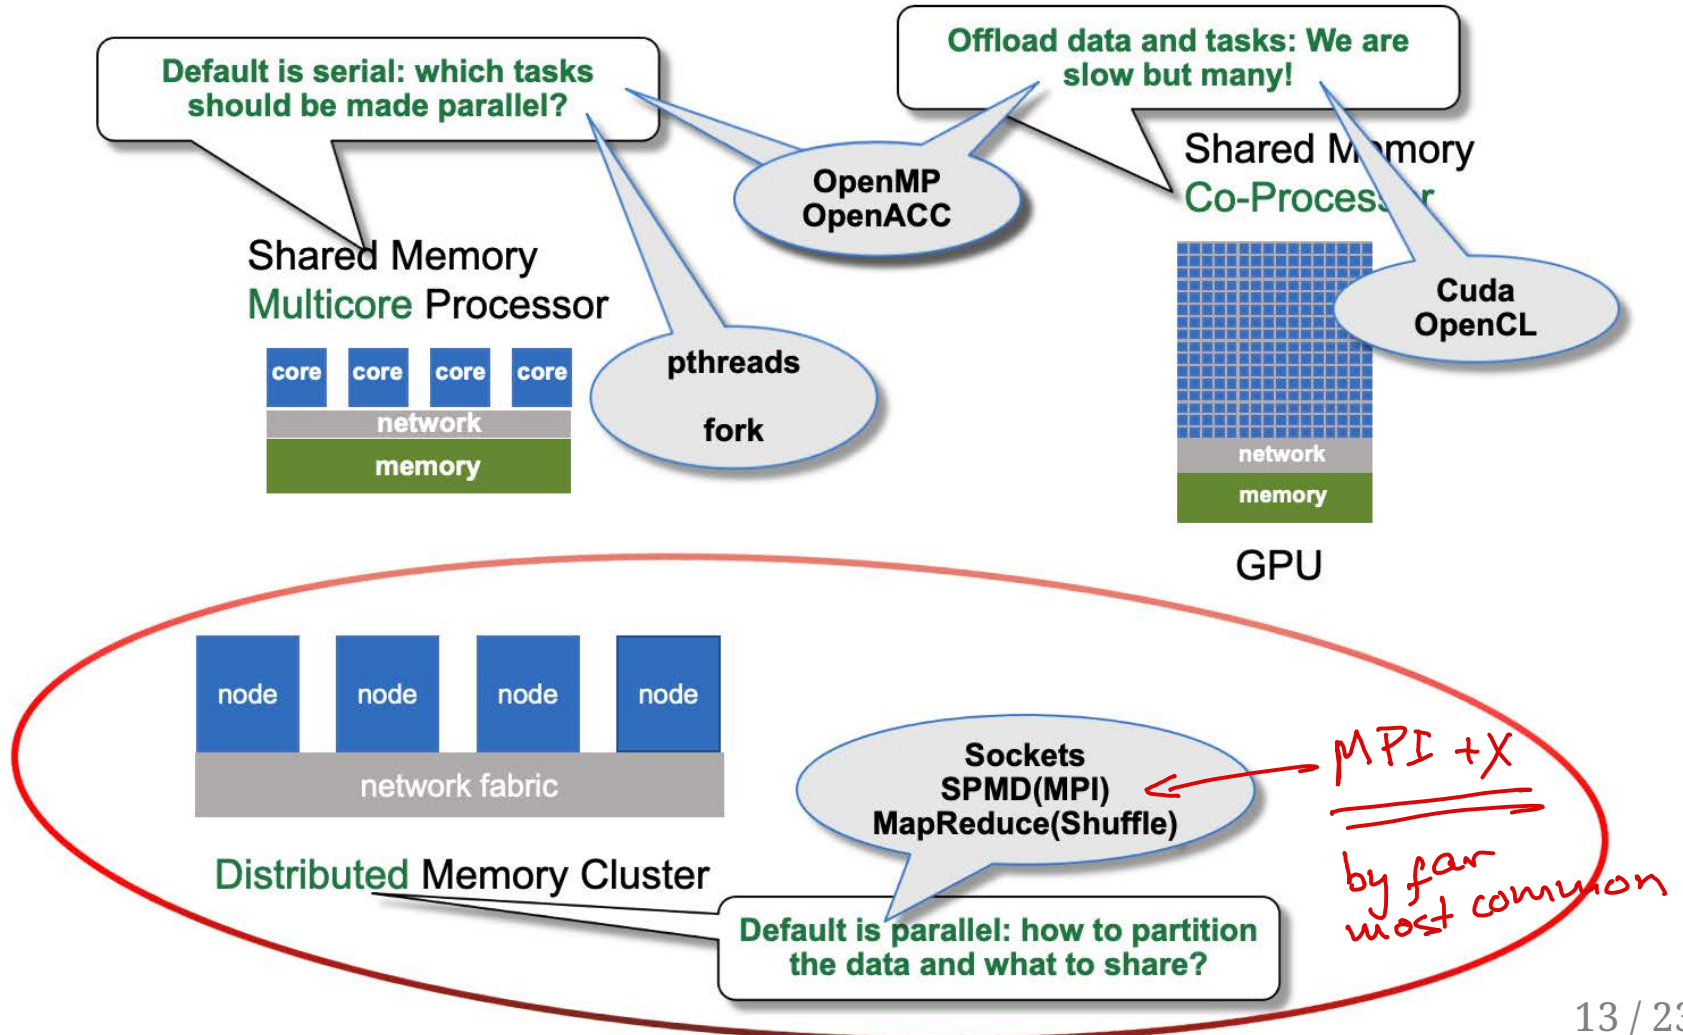 Default is serial: which tasks
should be made parallel?
Offload data and tasks: We are
slow but many!
OpenMP
OpenACC
Shared Memory
Co-Processor
Shared Memory
Multicore Processor
core core core core
network
memory
pthreads
fork
Cuda
OpenCL
network
memory
GPU
node node node node
network fabric
Distributed Memory Cluster
Sockets
SPMD(MPI)
MapReduce(Shuffle)
MPI +X
by far
most common
Default is parallel: how to partition
the data and what to share?
13 / 23